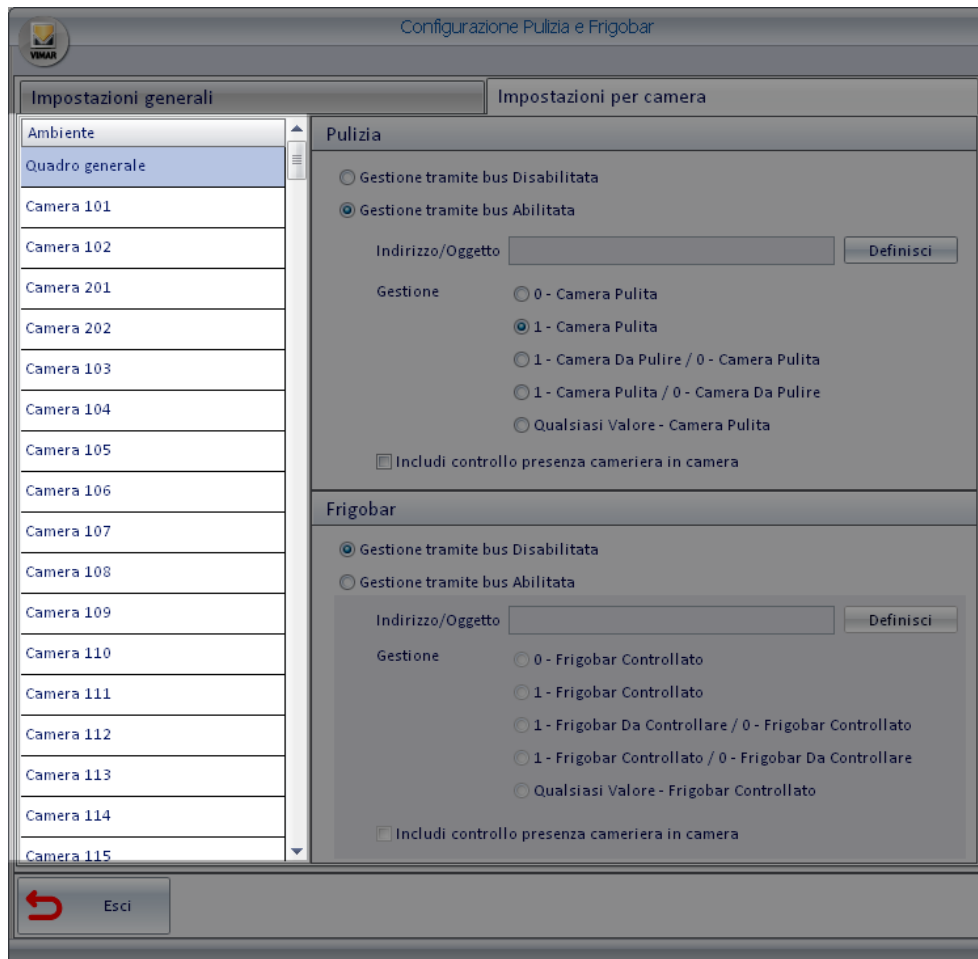 Configurazione Pulizia e Frigobar
VIMAR
Impostazioni generali
Impostazioni per camera
Ambiente
Quadro generale
Camera 101
Camera 102
Camera 201
Camera 202
Camera 103
Camera 104
Camera 105
Camera 106
Camera 107
Camera 108
Camera 109
Camera 110
Camera 111
Camera 112
Camera 113
Camera 114
Camera 115
Pulizia
Gestione tramite bus Disabilitata
Gestione tramite bus Abilitata
Indirizzo/Oggetto
Definisci
Gestione
0 - Camera Pulita
1 - Camera Pulita
1 - Camera Da Pulire / 0 - Camera Pulita
1 - Camera Pulita / 0 - Camera Da Pulire
Qualsiasi Valore - Camera Pulita
Includi controllo presenza cameriera in camera
Frigobar
Gestione tramite bus Disabilitata
Gestione tramite bus Abilitata
Indirizzo/Oggetto
Definisci
Gestione
0 - Frigobar Controllato
1 - Frigobar Controllato
1 - Frigobar Da Controllare / 0 - Frigobar Controllato
1 - Frigobar Controllato / 0 - Frigobar Da Controllare
Qualsiasi Valore - Frigobar Controllato
Includi controllo presenza cameriera in camera
Esci